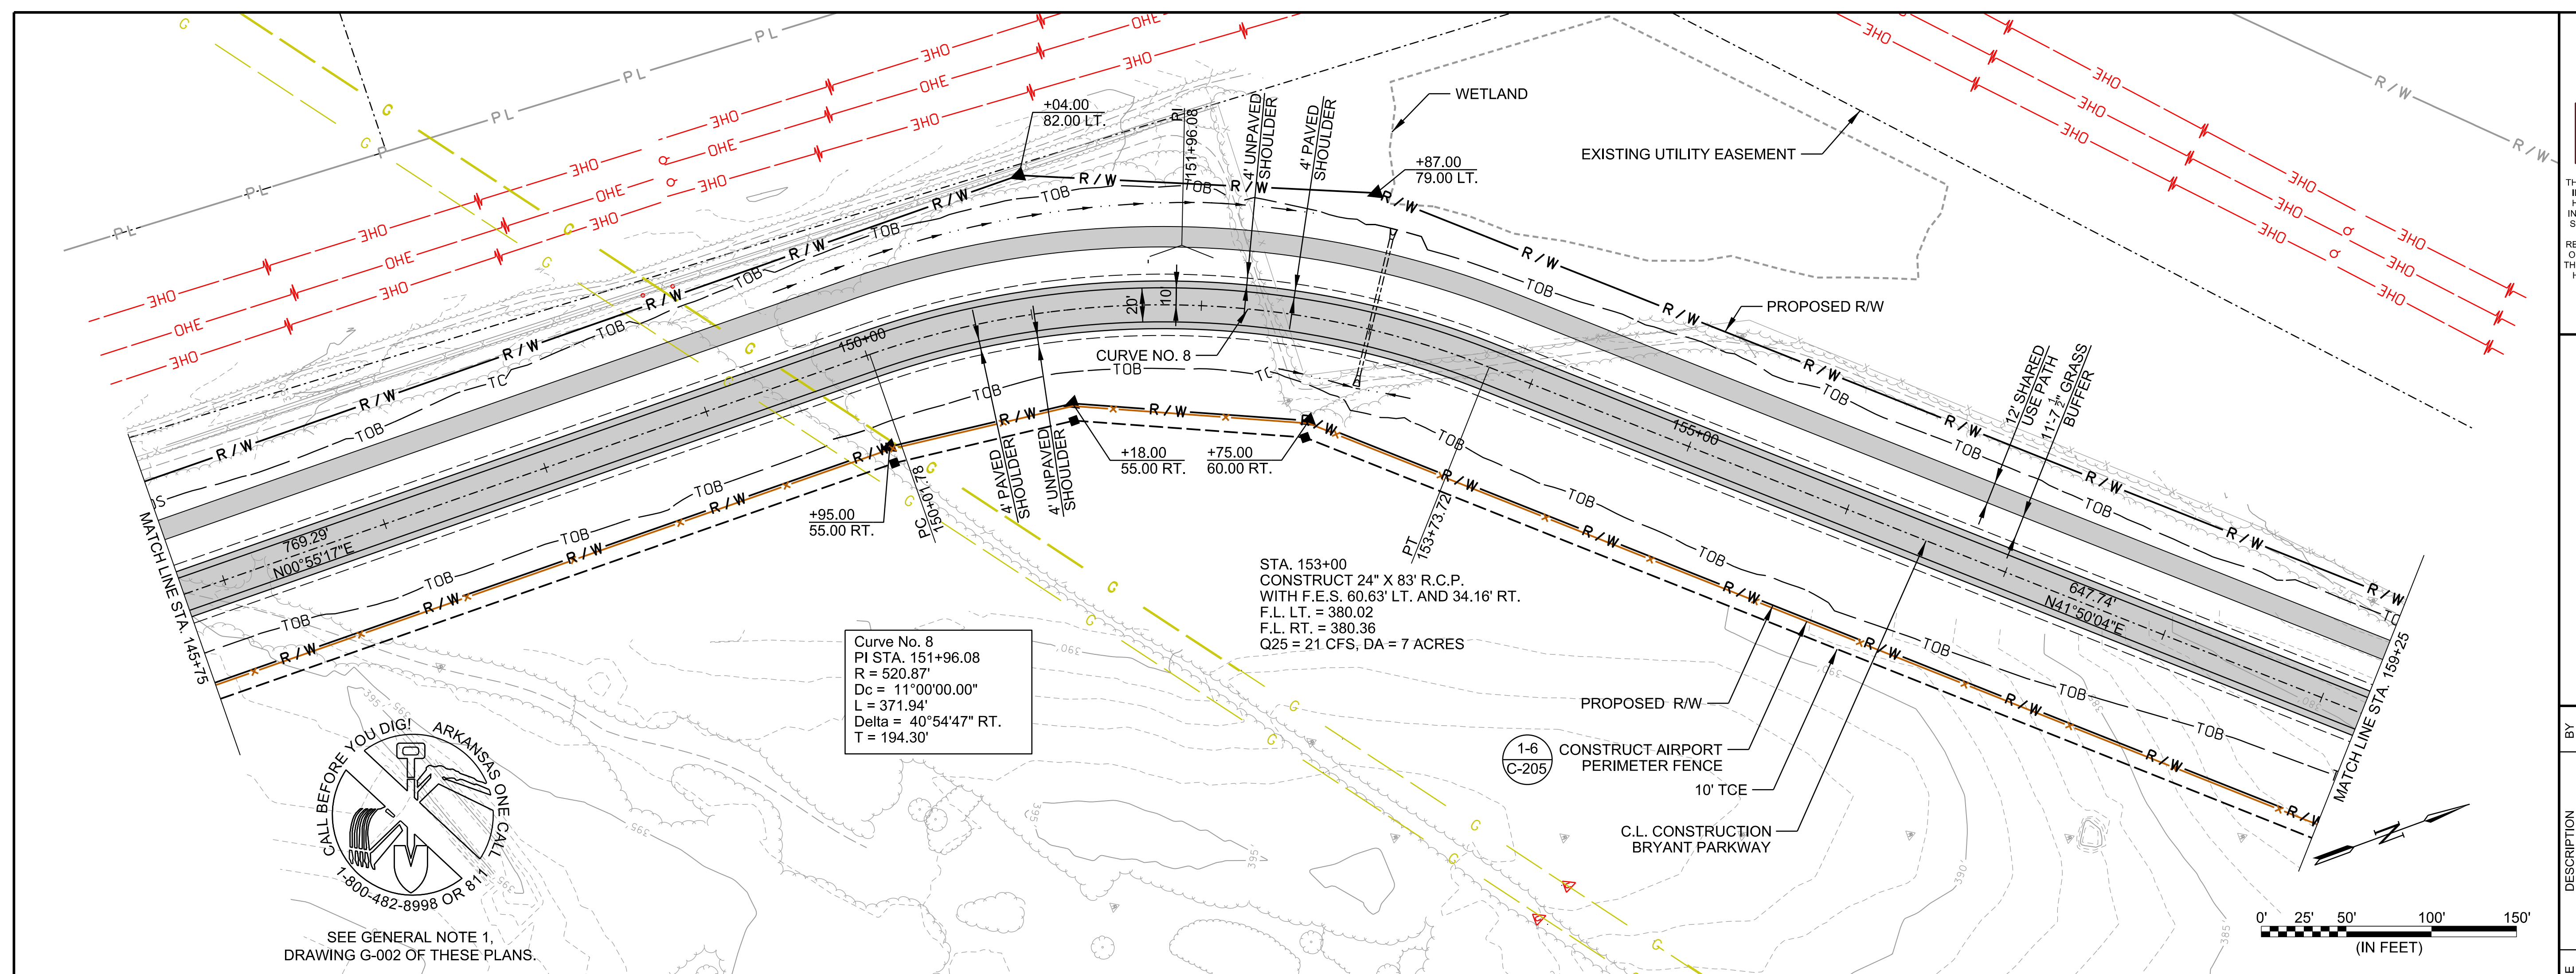 WETLAND
EXISTING UTILITY EASEMENT
PROPOSED R/W
+04.00
82.00 LT.
PI
151+96.08
4' UNPAVED
SHOULDER
4' PAVED
SHOULDER
+87.00
79.00 LT.
20'
10'
CURVE NO. 8
150+00
155+00
12' SHARED
USE PATH
11'-7 1/2" GRASS
BUFFER
MATCH LINE STA. 145+75
769.29'
N00°55'17"E
+95.00
55.00 RT.
PC
150+01.78
4' PAVED
SHOULDER
4' UNPAVED
SHOULDER
+18.00
55.00 RT.
+75.00
60.00 RT.
PT
153+73.72
STA. 153+00
CONSTRUCT 24" X 83' R.C.P.
WITH F.E.S. 60.63' LT. AND 34.16' RT.
F.L. LT. = 380.02
F.L. RT. = 380.36
Q25 = 21 CFS, DA = 7 ACRES
647.74'
N41°50'04"E
MATCH LINE STA. 159+25
Curve No. 8
PI STA. 151+96.08
R = 520.87'
Dc = 11°00'00.00"
L = 371.94'
Delta = 40°54'47" RT.
T = 194.30'
PROPOSED R/W
1-6
C-205
CONSTRUCT AIRPORT
PERIMETER FENCE
10' TCE
C.L. CONSTRUCTION
BRYANT PARKWAY
CALL BEFORE YOU DIG! ARKANSAS ONE CALL
1-800-482-8998 OR 811
SEE GENERAL NOTE 1,
DRAWING G-002 OF THESE PLANS.
N
0' 25' 50' 100' 150'
(IN FEET)
BY
DESCRIPTION
PL
OHE
R/W
TOB
G
390
395
385